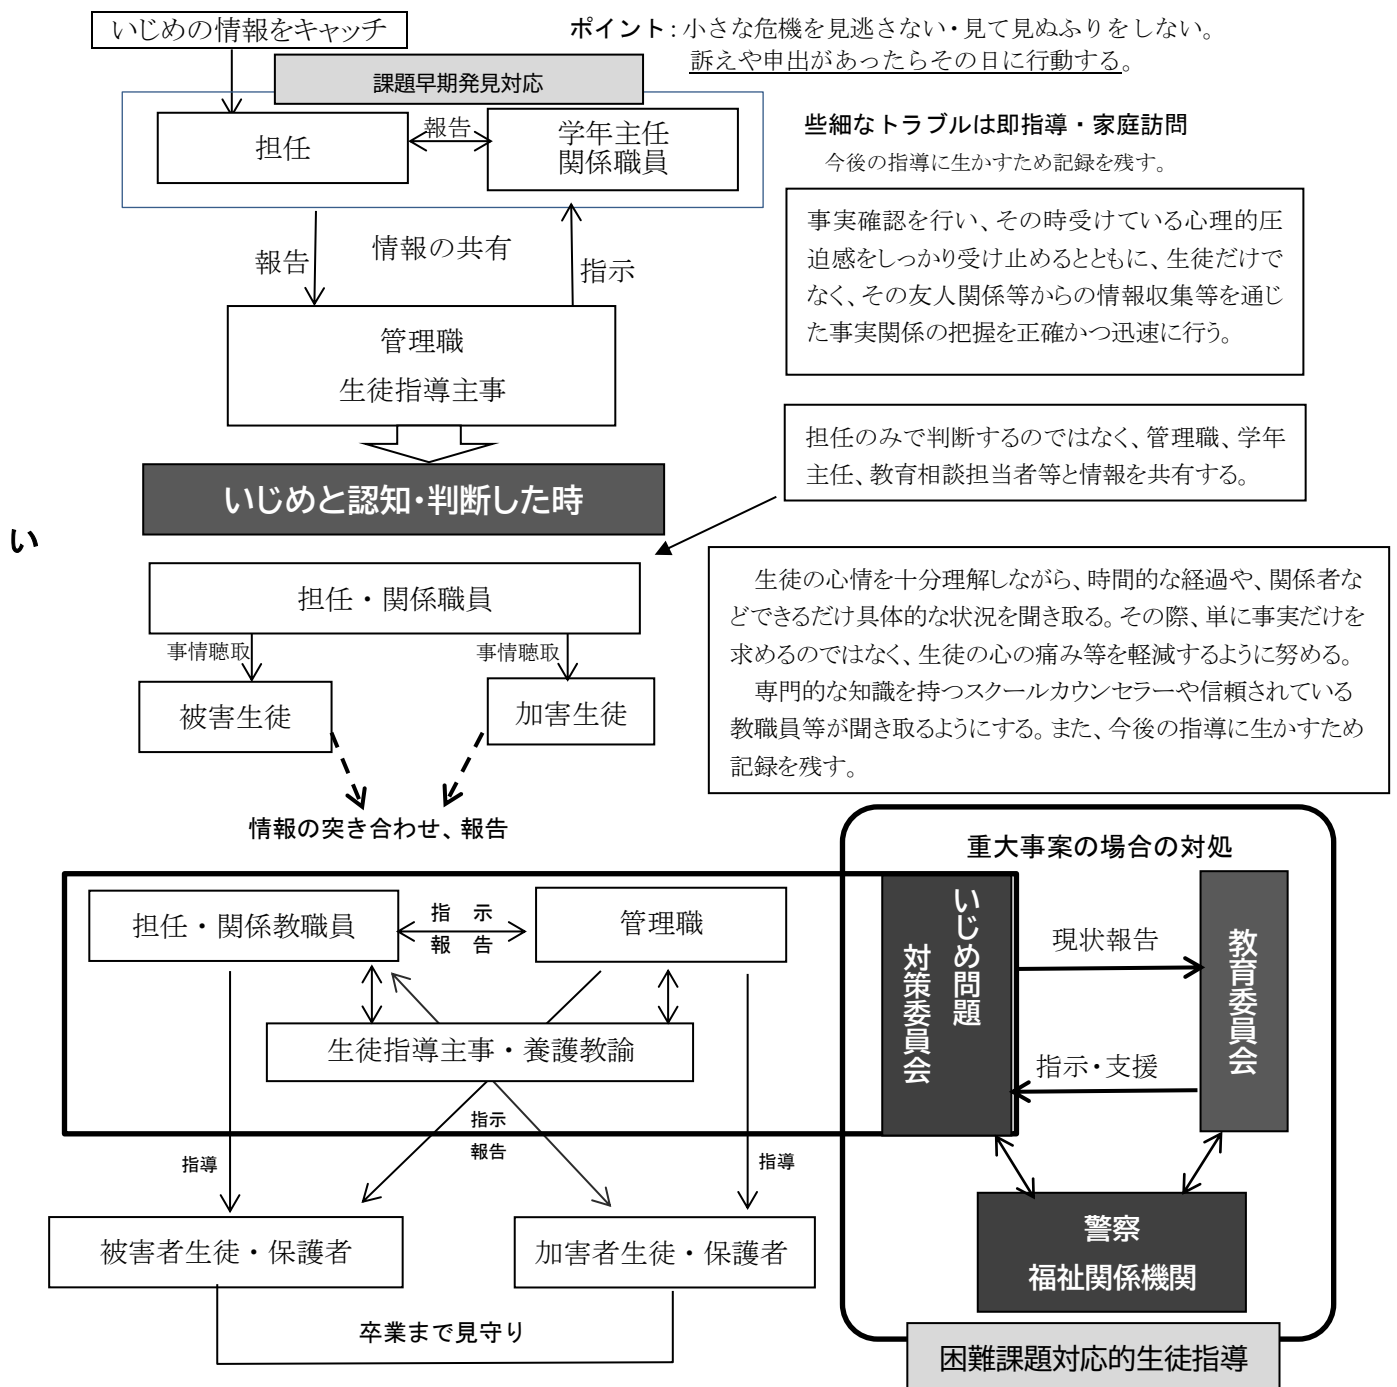 いじめの情報をキャッチ
ポイント：小さな危機を見逃さない・見て見ぬふりをしない。
訴えや申出があったらその日に行動する。
課題早期発見対応
担任
報告
学年主任
関係職員
些細なトラブルは即指導・家庭訪問
今後の指導に生かすため記録を残す。
報告
情報の共有
指示
事実確認を行い、その時受けている心理的圧
迫感をしっかり受け止めるとともに、生徒だけで
なく、その友人関係等からの情報収集等を通じ
た事実関係の把握を正確かつ迅速に行う。
管理職
生徒指導主事
担任のみで判断するのではなく、管理職、学年
主任、教育相談担当者等と情報を共有する。
いじめと認知・判断した時
い
担任・関係職員
事情聴取
事情聴取
被害生徒
加害生徒
生徒の心情を十分理解しながら、時間的な経過や、関係者な
どできるだけ具体的な状況を聞き取る。その際、単に事実だけを
求めるのではなく、生徒の心の痛み等を軽減するように努める。
専門的な知識を持つスクールカウンセラーや信頼されている
教職員等が聞き取るようにする。また、今後の指導に生かすため
記録を残す。
情報の突き合わせ、報告
重大事案の場合の対処
担任・関係教職員
指　示
報　告
管理職
いじめ問題
対策委員会
現状報告
教育委員会
指示・支援
生徒指導主事・養護教諭
指示
報告
指導
指導
被害者生徒・保護者
加害者生徒・保護者
警察
福祉関係機関
卒業まで見守り
困難課題対応的生徒指導